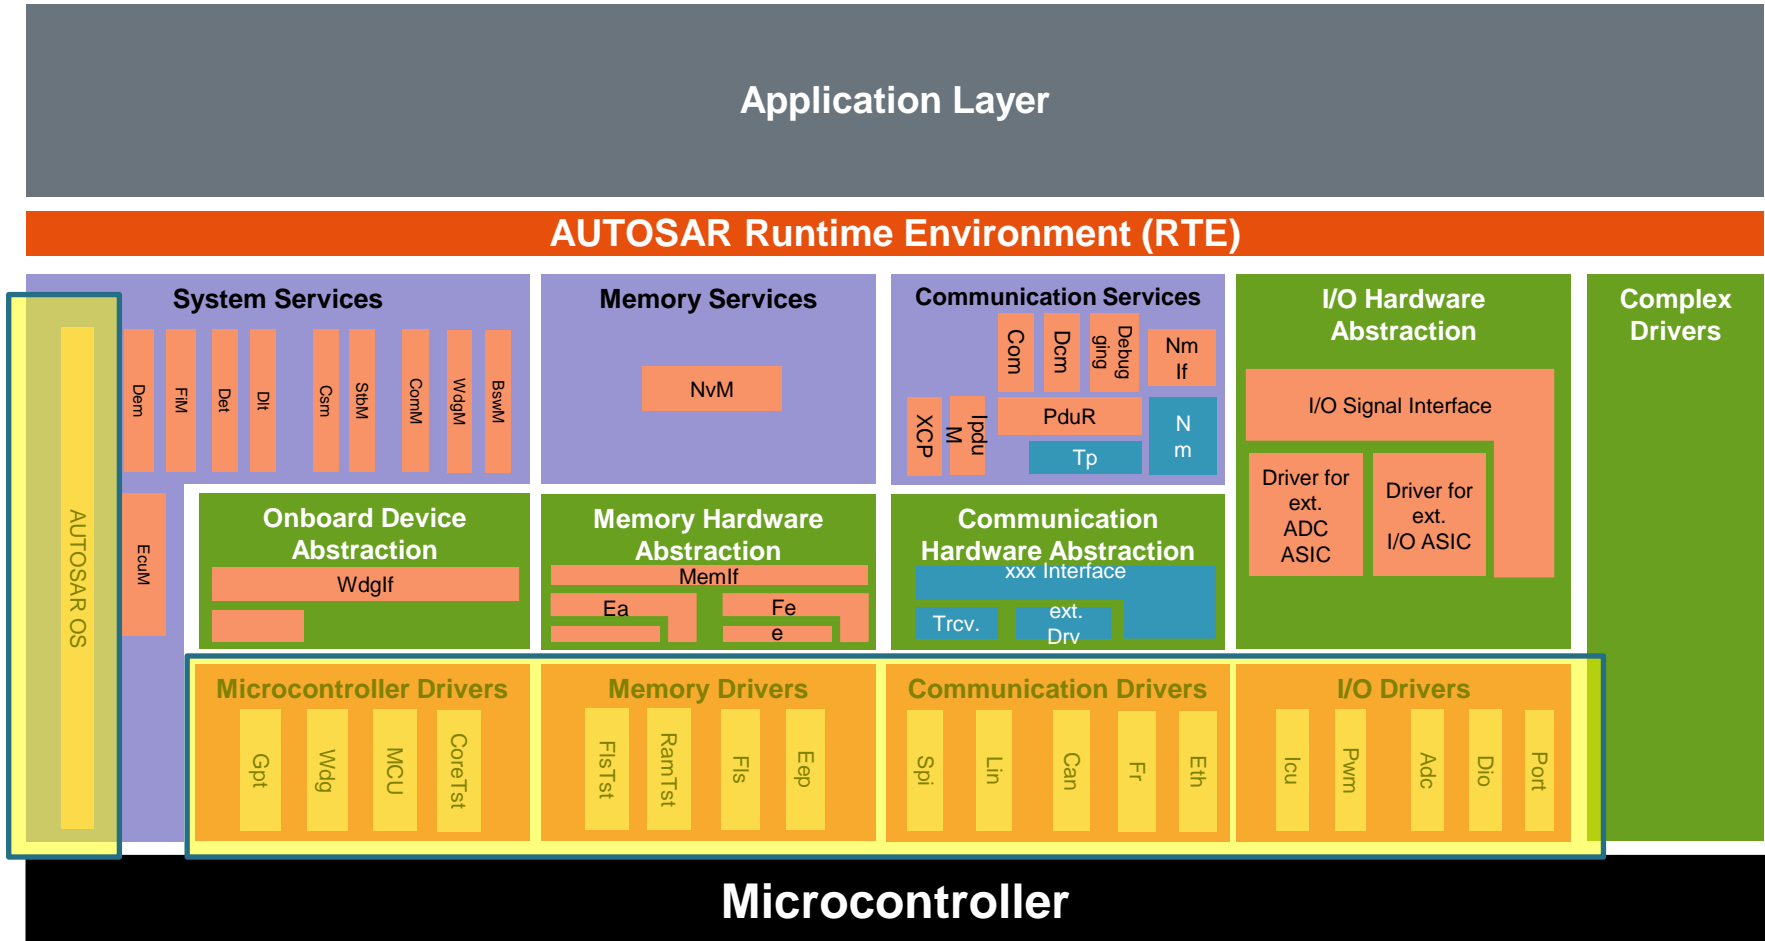 Application Layer
AUTOSAR Runtime Environment (RTE)
System Services
AUTOSAR OS
Dem
FiM
Det
Dlt
Csm
StbM
ComM
WdgM
BswM
EcuM
Memory Services
NvM
Communication Services
Com
Dcm
Debug
ging
Nm
If
XCP
Ipdu
M
PduR
Tp
N
m
I/O Hardware
Abstraction
I/O Signal Interface
Driver for
ext.
ADC
ASIC
Driver for
ext.
I/O ASIC
Complex
Drivers
Onboard Device
Abstraction
WdgIf
Memory Hardware
Abstraction
MemIf
Ea
Fe
e
Communication
Hardware Abstraction
xxx Interface
Trcv.
ext.
Drv
Microcontroller Drivers
Gpt
Wdg
MCU
CoreTst
Memory Drivers
FlsTst
RamTst
Fls
Eep
Communication Drivers
Spi
Lin
Can
Fr
Eth
I/O Drivers
Icu
Pwm
Adc
Dio
Port
Microcontroller